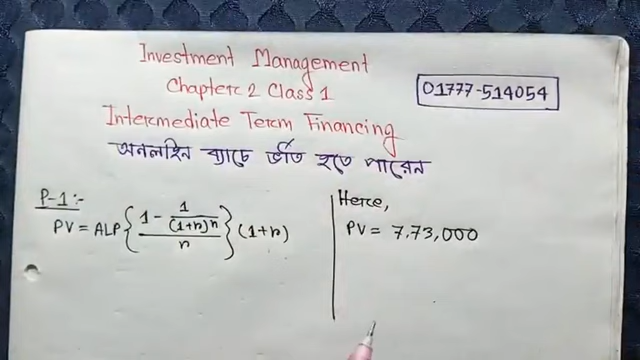 Investment Management
Chapter 2 Class 1
01777-514054
Intermediate Term Financing
অনলাইন ব্যাচে ভর্তি হতে পারেন
P-1:-
PV = ALP { 1 - 1/(1+n)^n / n } (1+n)
Here,
PV = 7,73,000